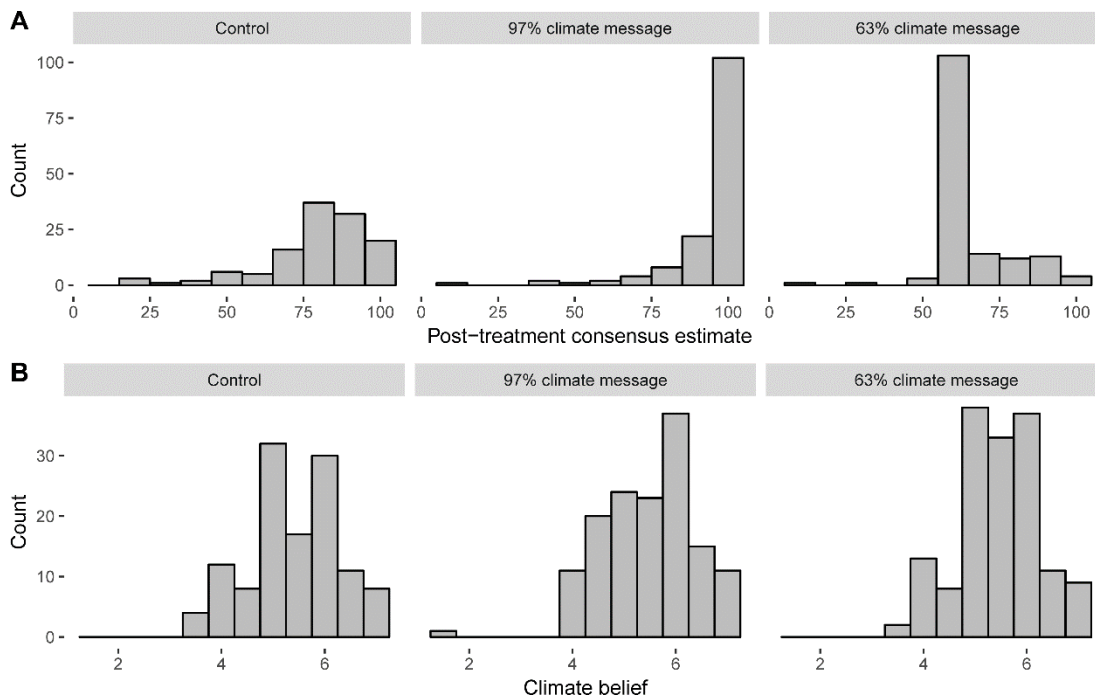 A
Control 97% climate message 63% climate message
100
75
50
25
0
Count
0 25 50 75 100 0 25 50 75 100 0 25 50 75 100
Post−treatment consensus estimate
B
Control 97% climate message 63% climate message
30
20
10
0
Count
2 4 6 2 4 6 2 4 6
Climate belief